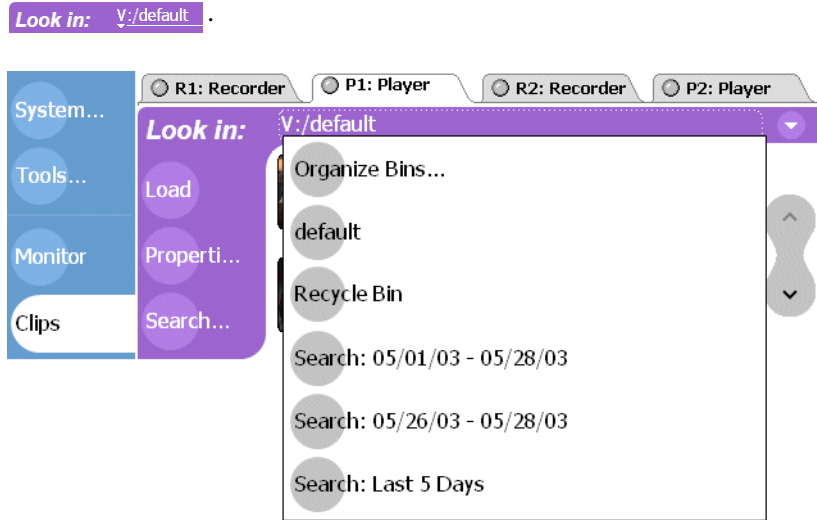 Look in: V:/default .
R1: Recorder P1: Player R2: Recorder P2: Player
System...
Tools...
Monitor
Clips
Look in: V:/default
Load
Properti...
Search...
Organize Bins...
default
Recycle Bin
Search: 05/01/03 - 05/28/03
Search: 05/26/03 - 05/28/03
Search: Last 5 Days